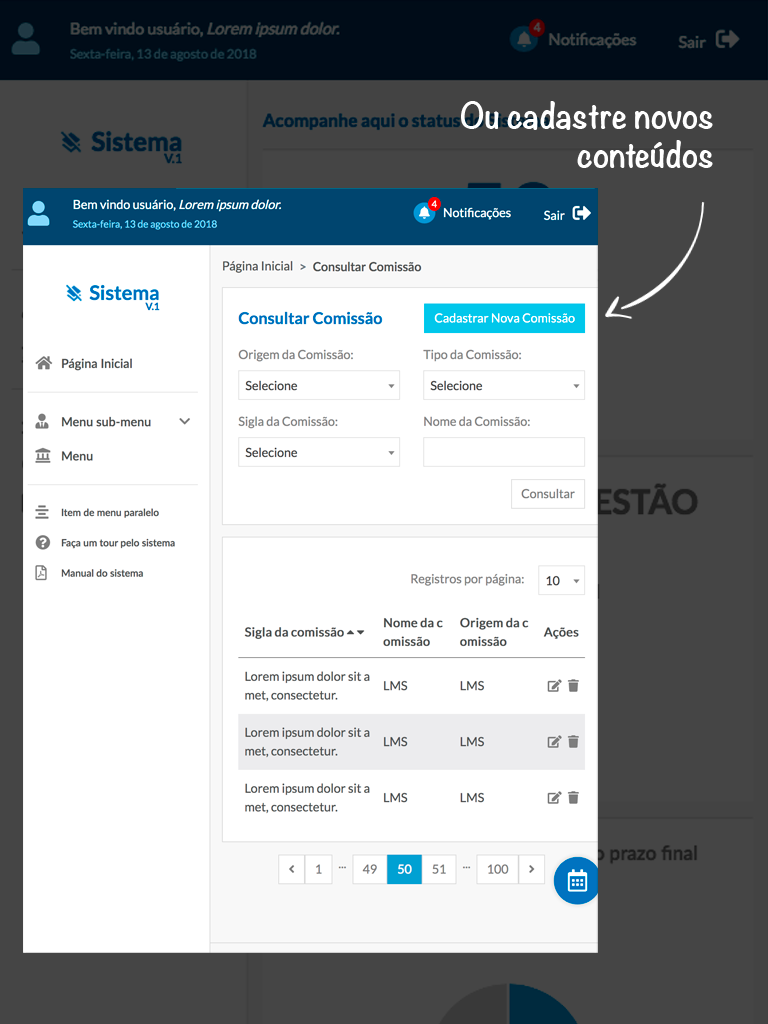 Bem vindo usuário, Lorem ipsum dolor.
Sexta-feira, 13 de agosto de 2018
4
Notificações
Sair
Sistema
V.1
Acompanhe aqui o status do
Ou cadastre novos
conteúdos
Bem vindo usuário, Lorem ipsum dolor.
Sexta-feira, 13 de agosto de 2018
4
Notificações
Sair
Sistema
V.1
Página Inicial
Menu sub-menu
Menu
Item de menu paralelo
Faça um tour pelo sistema
Manual do sistema
Página Inicial > Consultar Comissão
Consultar Comissão
Cadastrar Nova Comissão
Origem da Comissão:
Tipo da Comissão:
Selecione
Selecione
Sigla da Comissão:
Nome da Comissão:
Selecione
Consultar
Registros por página:
10
Sigla da comissão
Nome da c
omissão
Origem da c
omissão
Ações
Lorem ipsum dolor sit a
met, consectetur.
LMS
LMS
Lorem ipsum dolor sit a
met, consectetur.
LMS
LMS
Lorem ipsum dolor sit a
met, consectetur.
LMS
LMS
1 ... 49 50 51 ... 100
ESTÃO
prazo final